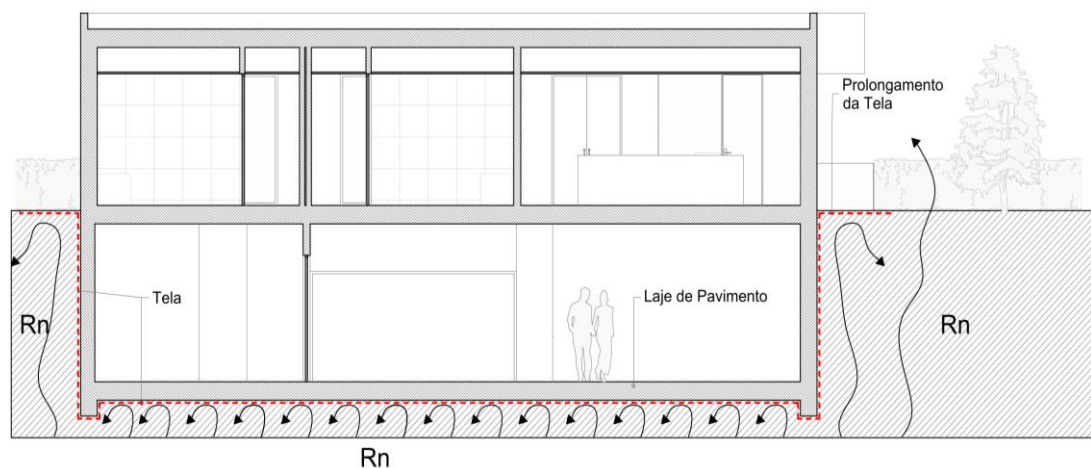 Prolongamento
da Tela
Tela
Laje de Pavimento
Rn
Rn
Rn